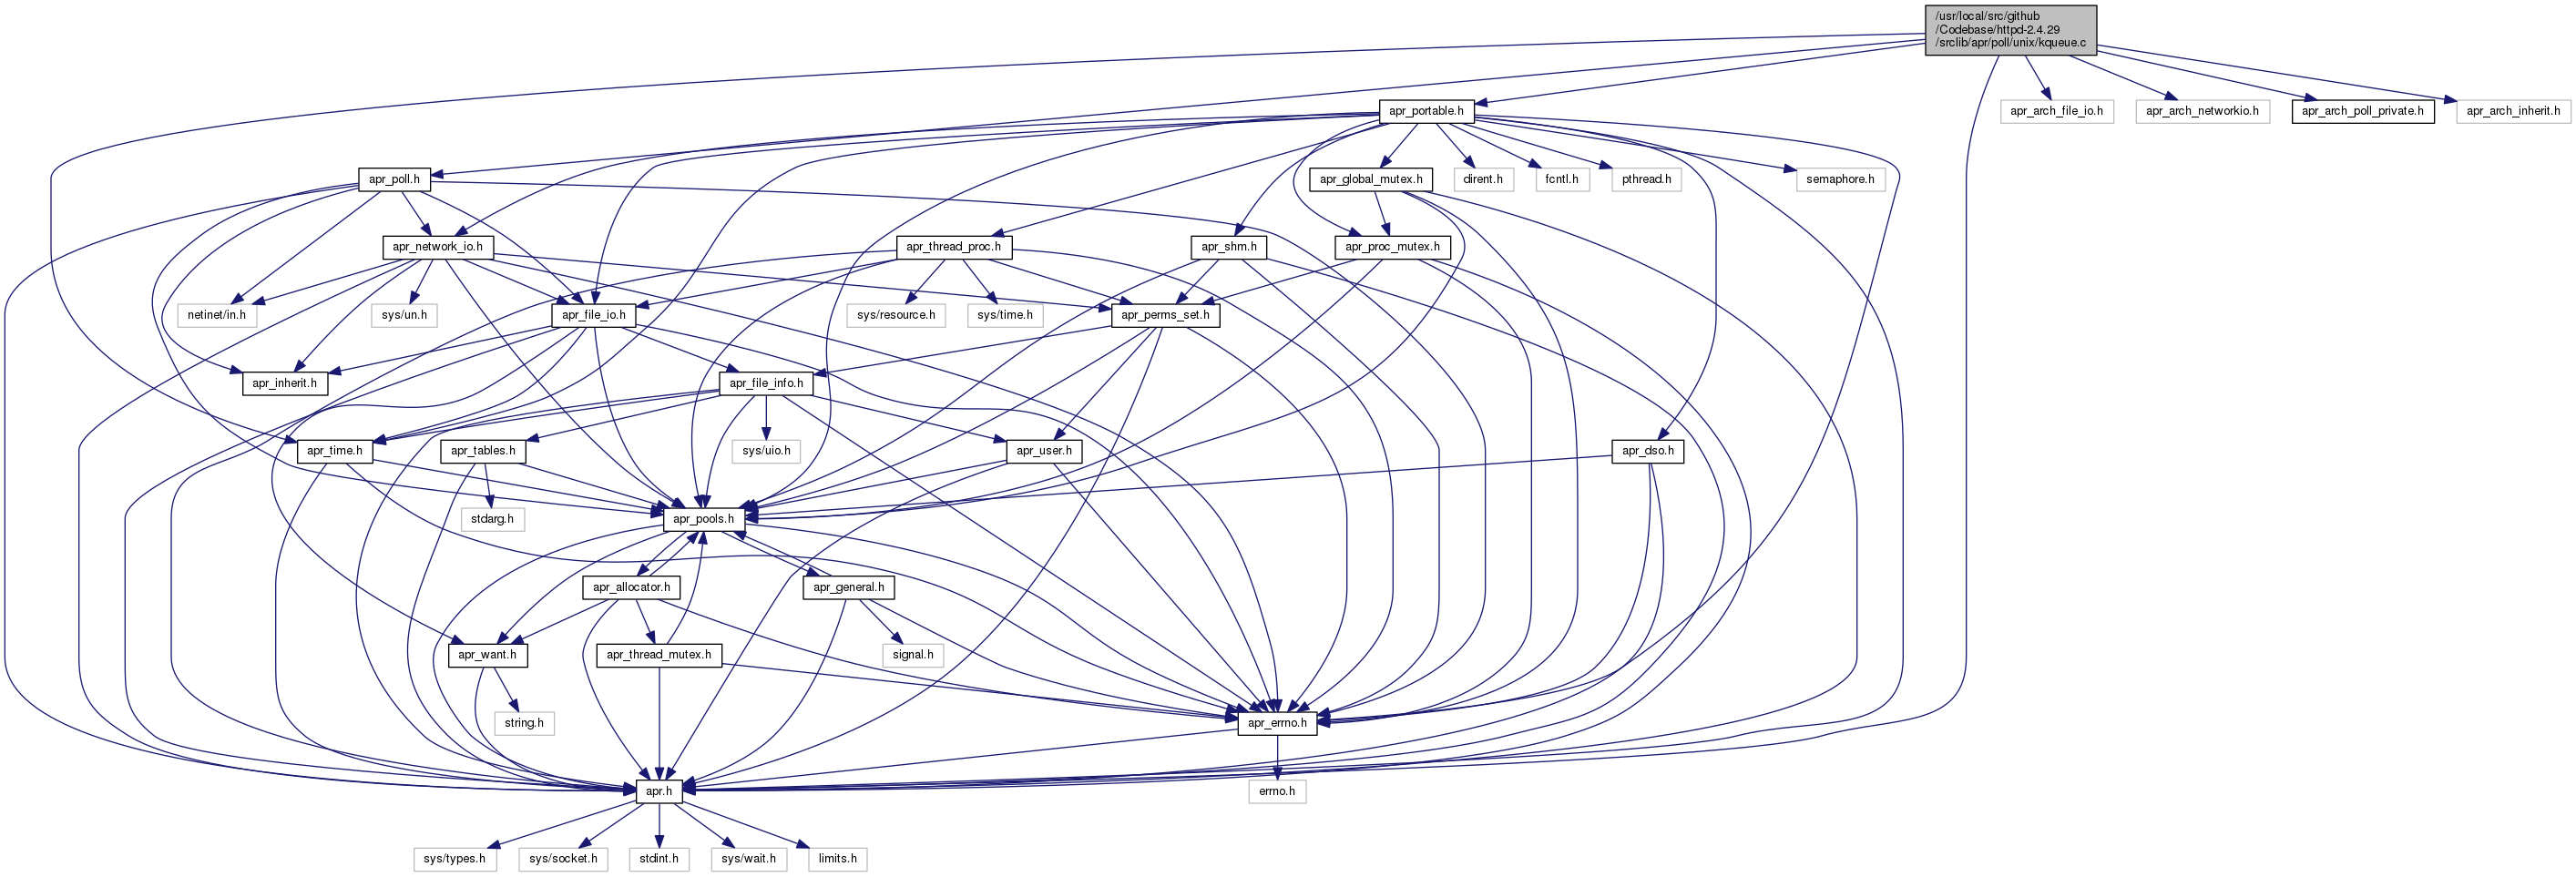 /usr/local/src/github
/Codebase/httpd-2.4.29
/srclib/apr/poll/unix/kqueue.c
apr_portable.h
apr_arch_file_io.h
apr_arch_networkio.h
apr_arch_poll_private.h
apr_arch_inherit.h
apr_poll.h
apr_global_mutex.h
dirent.h
fcntl.h
pthread.h
semaphore.h
apr_network_io.h
apr_thread_proc.h
apr_shm.h
apr_proc_mutex.h
netinet/in.h
sys/un.h
apr_file_io.h
sys/resource.h
sys/time.h
apr_perms_set.h
apr_inherit.h
apr_file_info.h
apr_time.h
apr_tables.h
sys/uio.h
apr_user.h
apr_dso.h
stdarg.h
apr_pools.h
apr_allocator.h
apr_general.h
apr_want.h
apr_thread_mutex.h
signal.h
string.h
apr_errno.h
apr.h
errno.h
sys/types.h
sys/socket.h
stdint.h
sys/wait.h
limits.h